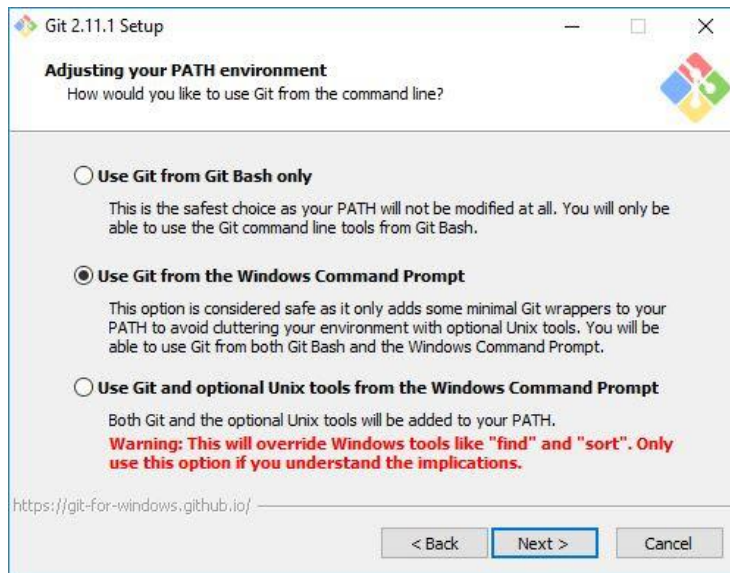 Git 2.11.1 Setup
Adjusting your PATH environment
How would you like to use Git from the command line?
Use Git from Git Bash only
This is the safest choice as your PATH will not be modified at all. You will only be
able to use the Git command line tools from Git Bash.
Use Git from the Windows Command Prompt
This option is considered safe as it only adds some minimal Git wrappers to your
PATH to avoid cluttering your environment with optional Unix tools. You will be
able to use Git from both Git Bash and the Windows Command Prompt.
Use Git and optional Unix tools from the Windows Command Prompt
Both Git and the optional Unix tools will be added to your PATH.
Warning: This will override Windows tools like "find" and "sort". Only
use this option if you understand the implications.
https://git-for-windows.github.io/
< Back Next > Cancel